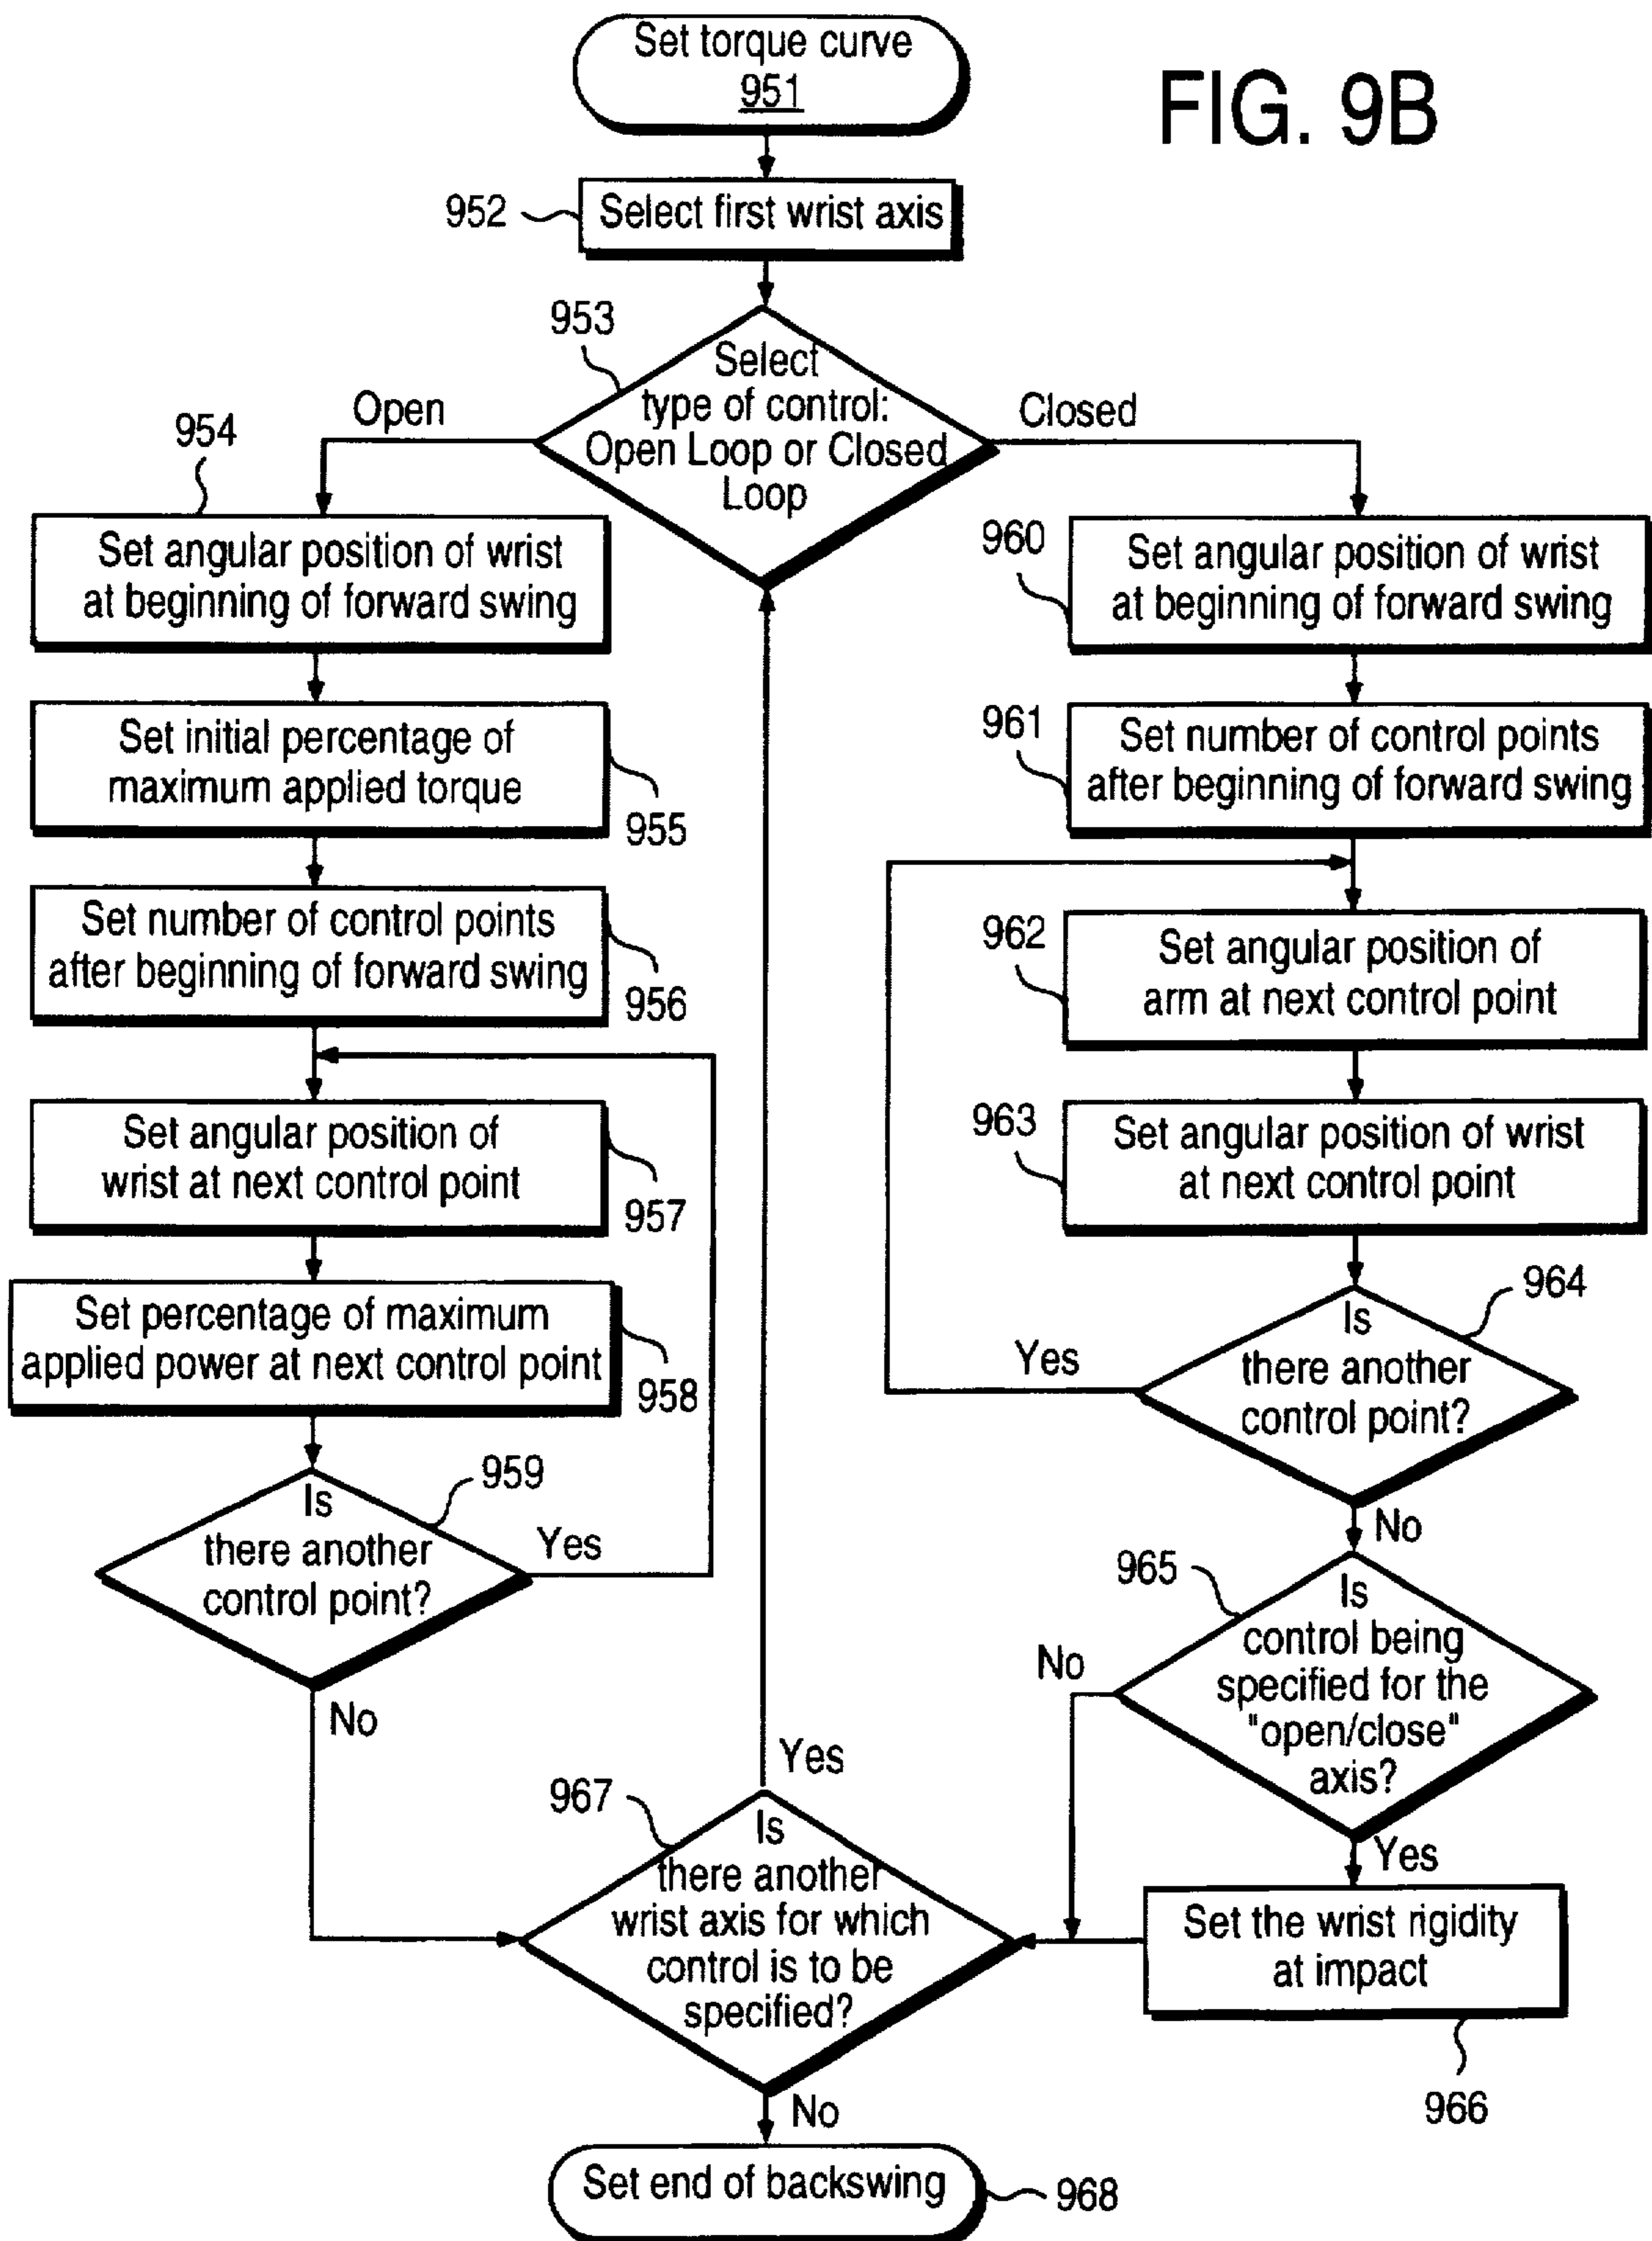 FIG. 9B
Set torque curve
951
952
Select first wrist axis
953
Select
type of control:
Open Loop or Closed
Loop
Open
Closed
954
Set angular position of wrist
at beginning of forward swing
Set initial percentage of
maximum applied torque
955
Set number of control points
after beginning of forward swing
956
Set angular position of
wrist at next control point
957
Set percentage of maximum
applied power at next control point
958
959
Is
there another
control point?
Yes
No
960
Set angular position of wrist
at beginning of forward swing
961
Set number of control points
after beginning of forward swing
962
Set angular position of
arm at next control point
963
Set angular position of wrist
at next control point
964
Is
there another
control point?
Yes
No
965
Is
control being
specified for the
"open/close"
axis?
No
Yes
Set the wrist rigidity
at impact
966
967
Is
there another
wrist axis for which
control is to be
specified?
Yes
No
Set end of backswing
968